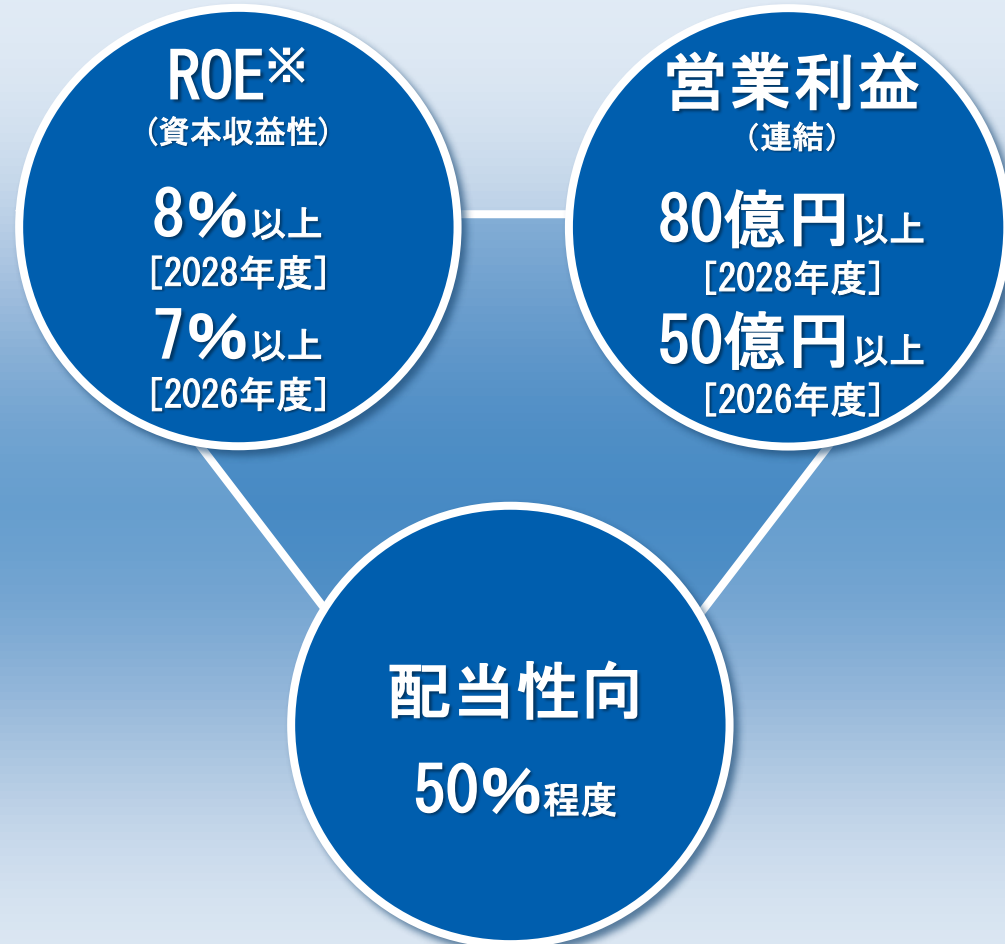 ROE※
(資本収益性)
8%以上
[2028年度]
7%以上
[2026年度]
営業利益
(連結)
80億円以上
[2028年度]
50億円以上
[2026年度]
配当性向
50%程度